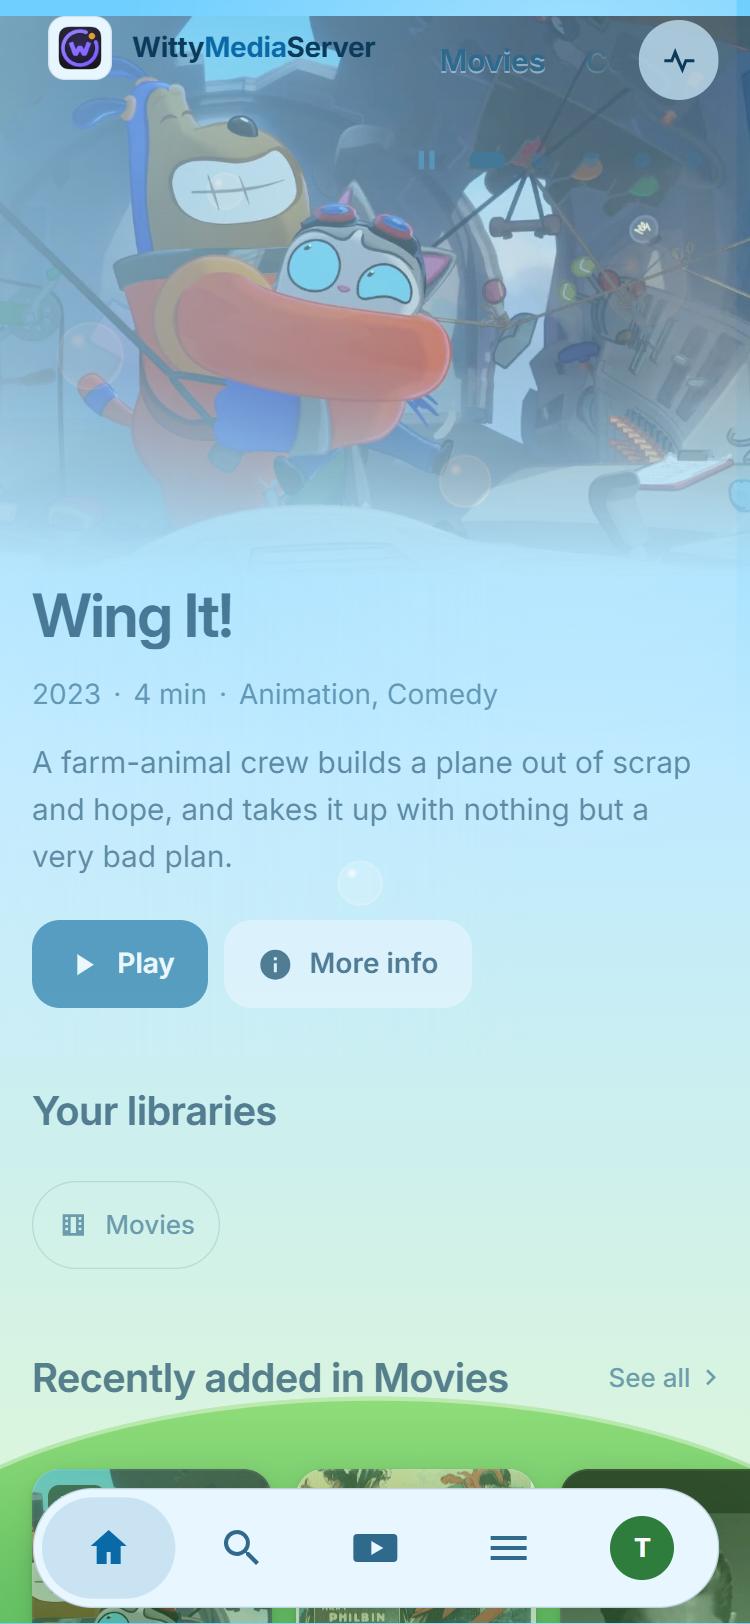 WittyMediaServer
Movies
Wing It!
2023 · 4 min · Animation, Comedy
A farm-animal crew builds a plane out of scrap
and hope, and takes it up with nothing but a
very bad plan.
Play
More info
Your libraries
Movies
Recently added in Movies
See all
T
PHILBIN